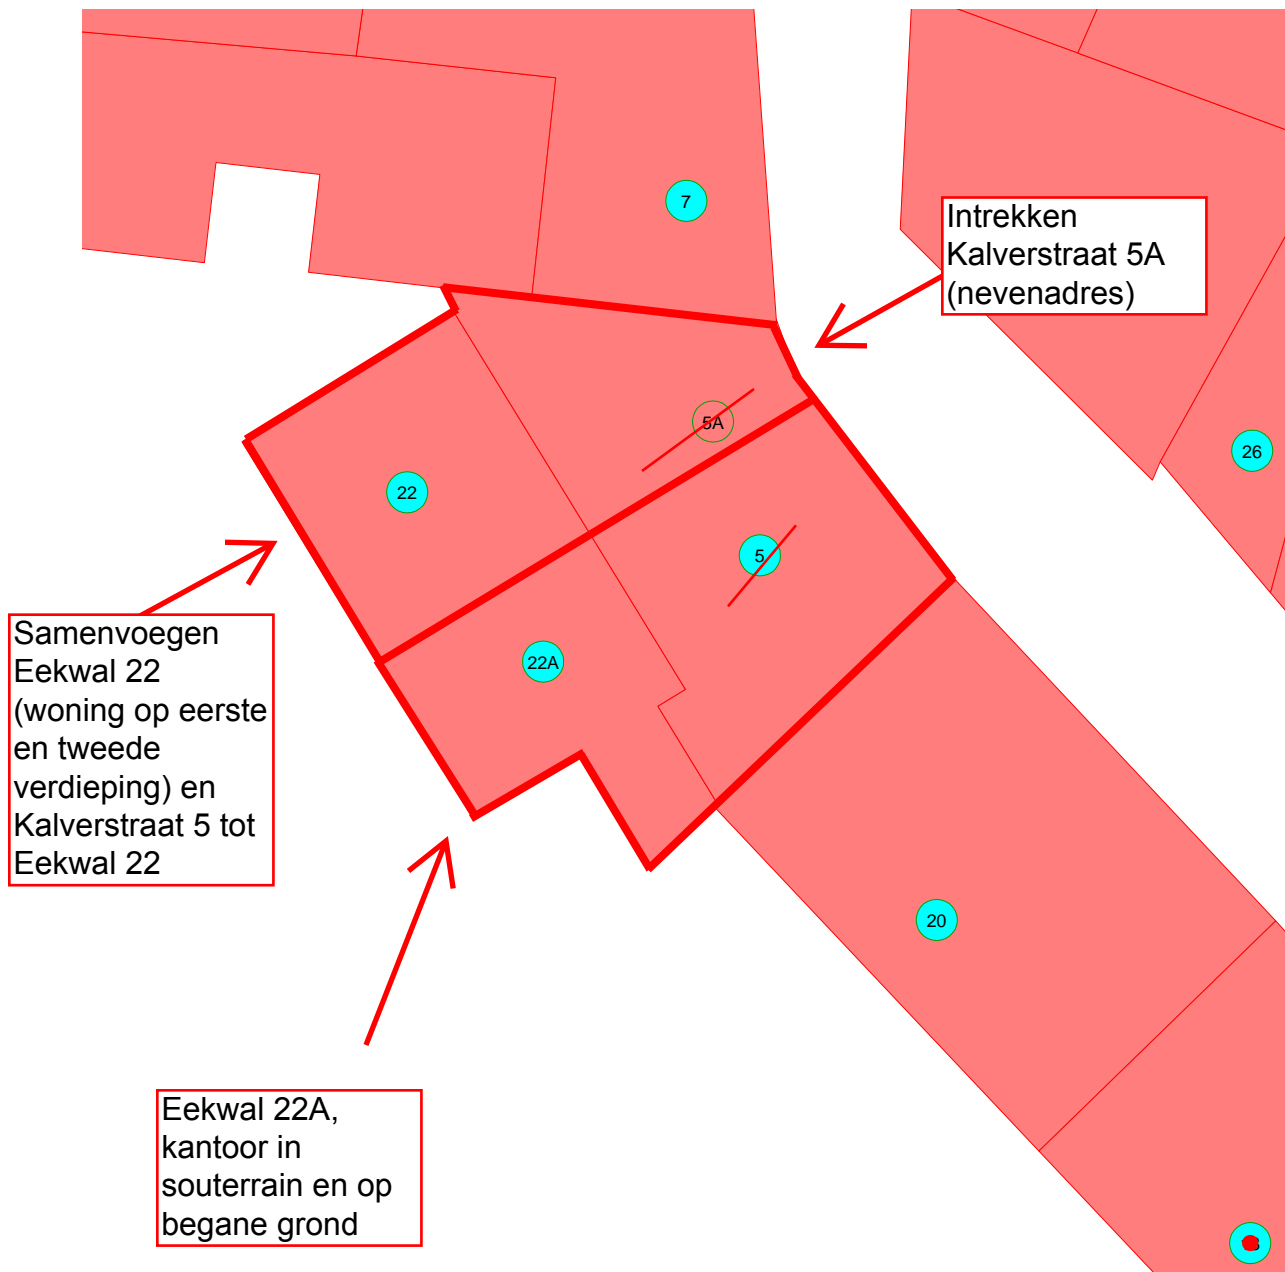 7
Intrekken
Kalverstraat 5A
(nevenadres)
5A
26
22
5
Samenvoegen
Eekwal 22
(woning op eerste
en tweede
verdieping) en
Kalverstraat 5 tot
Eekwal 22
22A
20
Eekwal 22A,
kantoor in
souterrain en op
begane grond